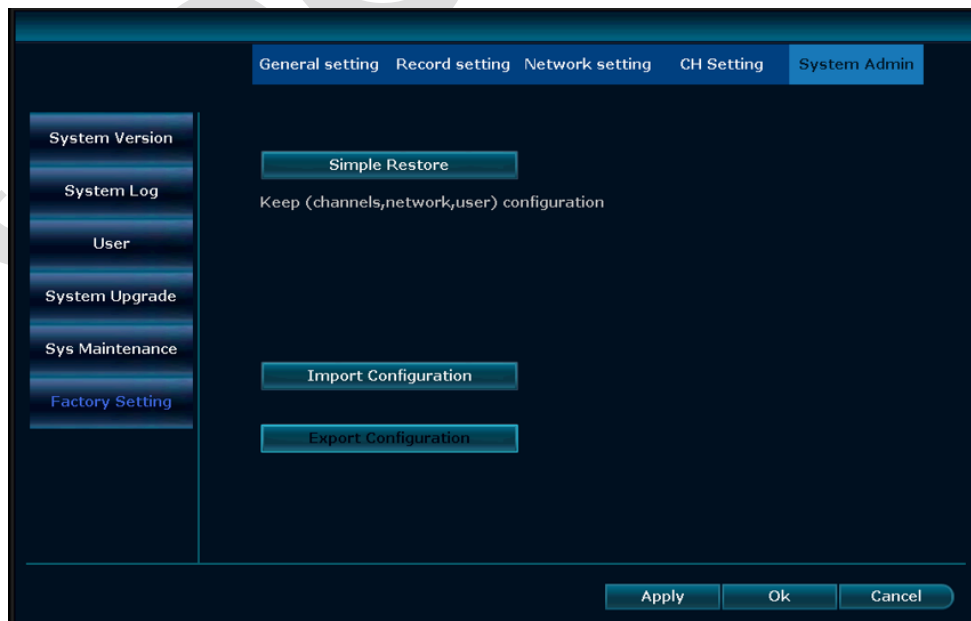 General setting Record setting Network setting CH Setting System Admin
System Version
System Log
User
System Upgrade
Sys Maintenance
Factory Setting
Simple Restore
Keep (channels,network,user) configuration
Import Configuration
Export Configuration
Apply Ok Cancel